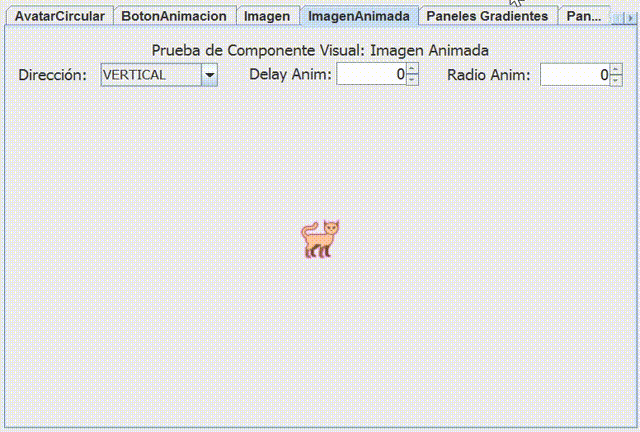 AvatarCircular BotonAnimacion Imagen ImagenAnimada Paneles Gradientes Pan...
Prueba de Componente Visual: Imagen Animada
Dirección: VERTICAL Delay Anim: 0 Radio Anim: 0